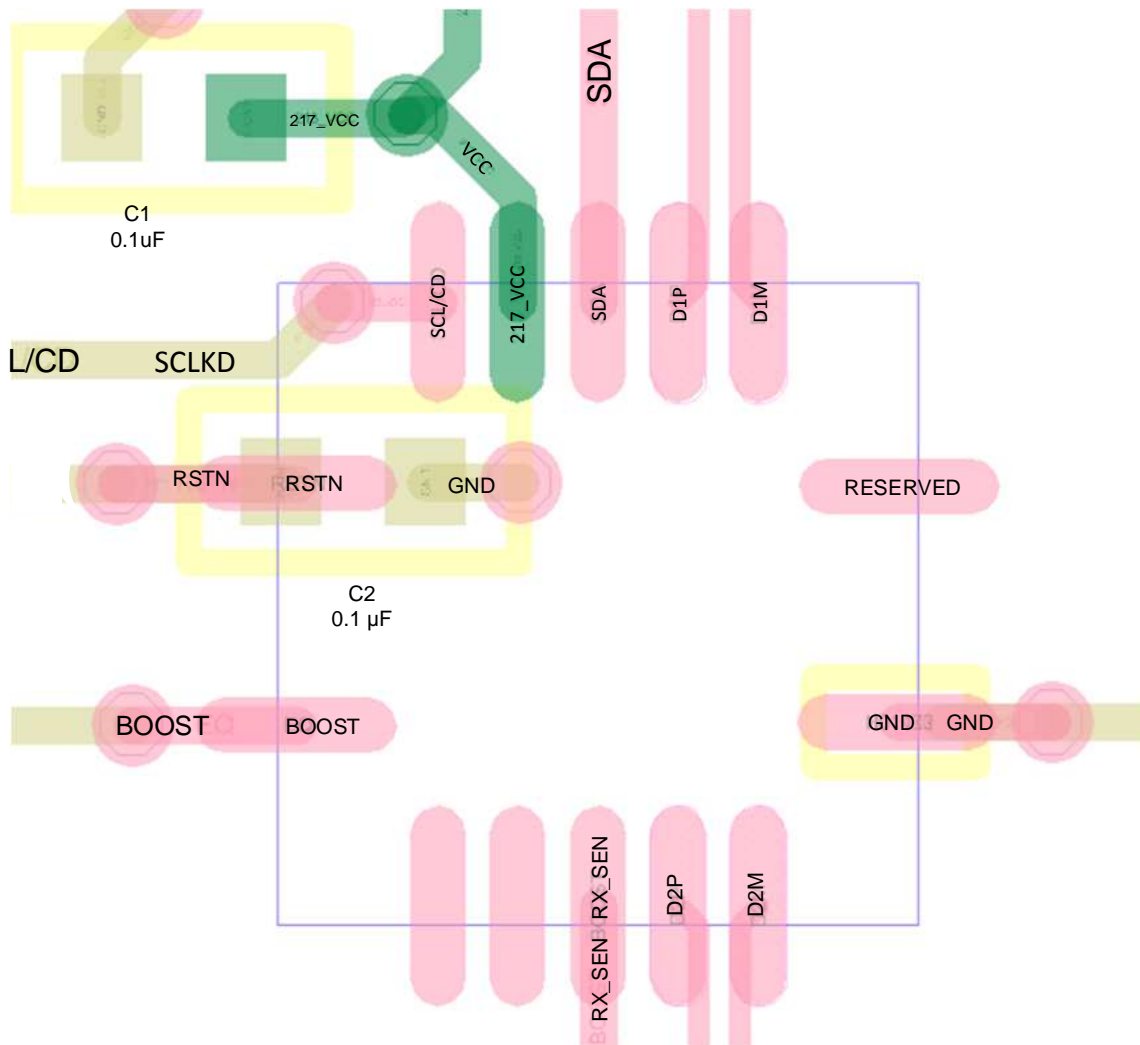 SDA
217_VCC
VCC
C1
0.1uF
SCL/CD
217_VCC
SDA
D1P
D1M
L/CD
SCLKD
RSTN
RSTN
GND
RESERVED
C2
0.1 µF
BOOST
BOOST
GND
GND
RX_SEN
RX_SEN
D2P
D2M